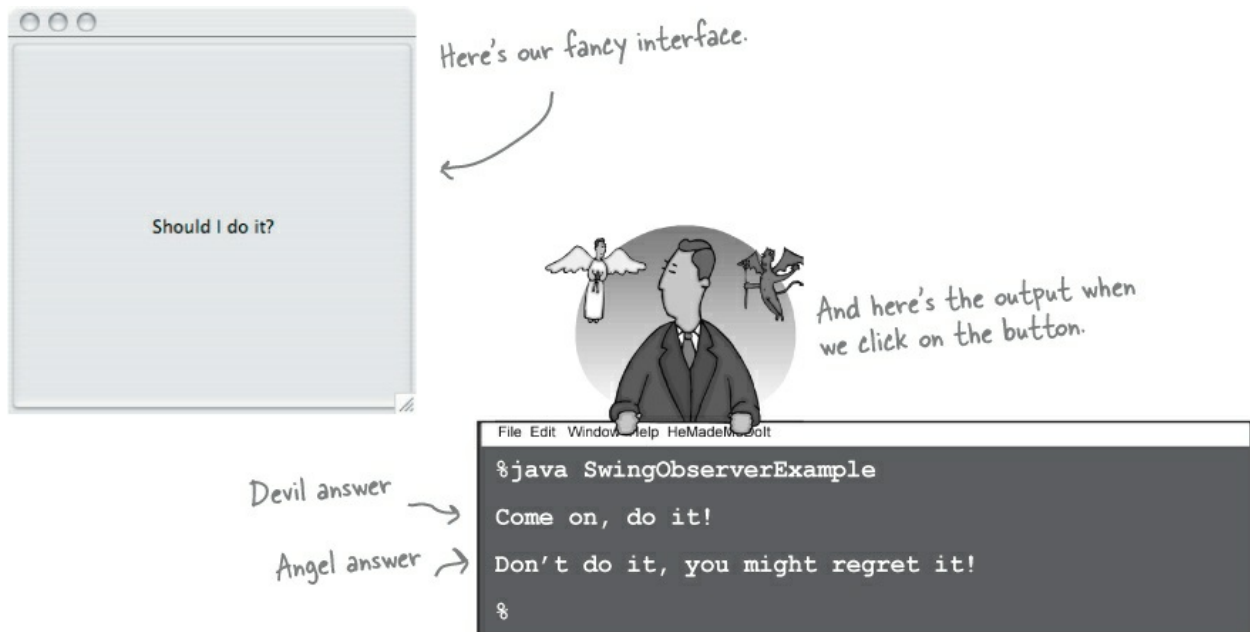 Here's our fancy interface.
Should I do it?
And here's the output when
we click on the button.
File Edit Window Help HeMadeMeDoIt
%java SwingObserverExample
Devil answer
Come on, do it!
Angel answer
Don't do it, you might regret it!
%